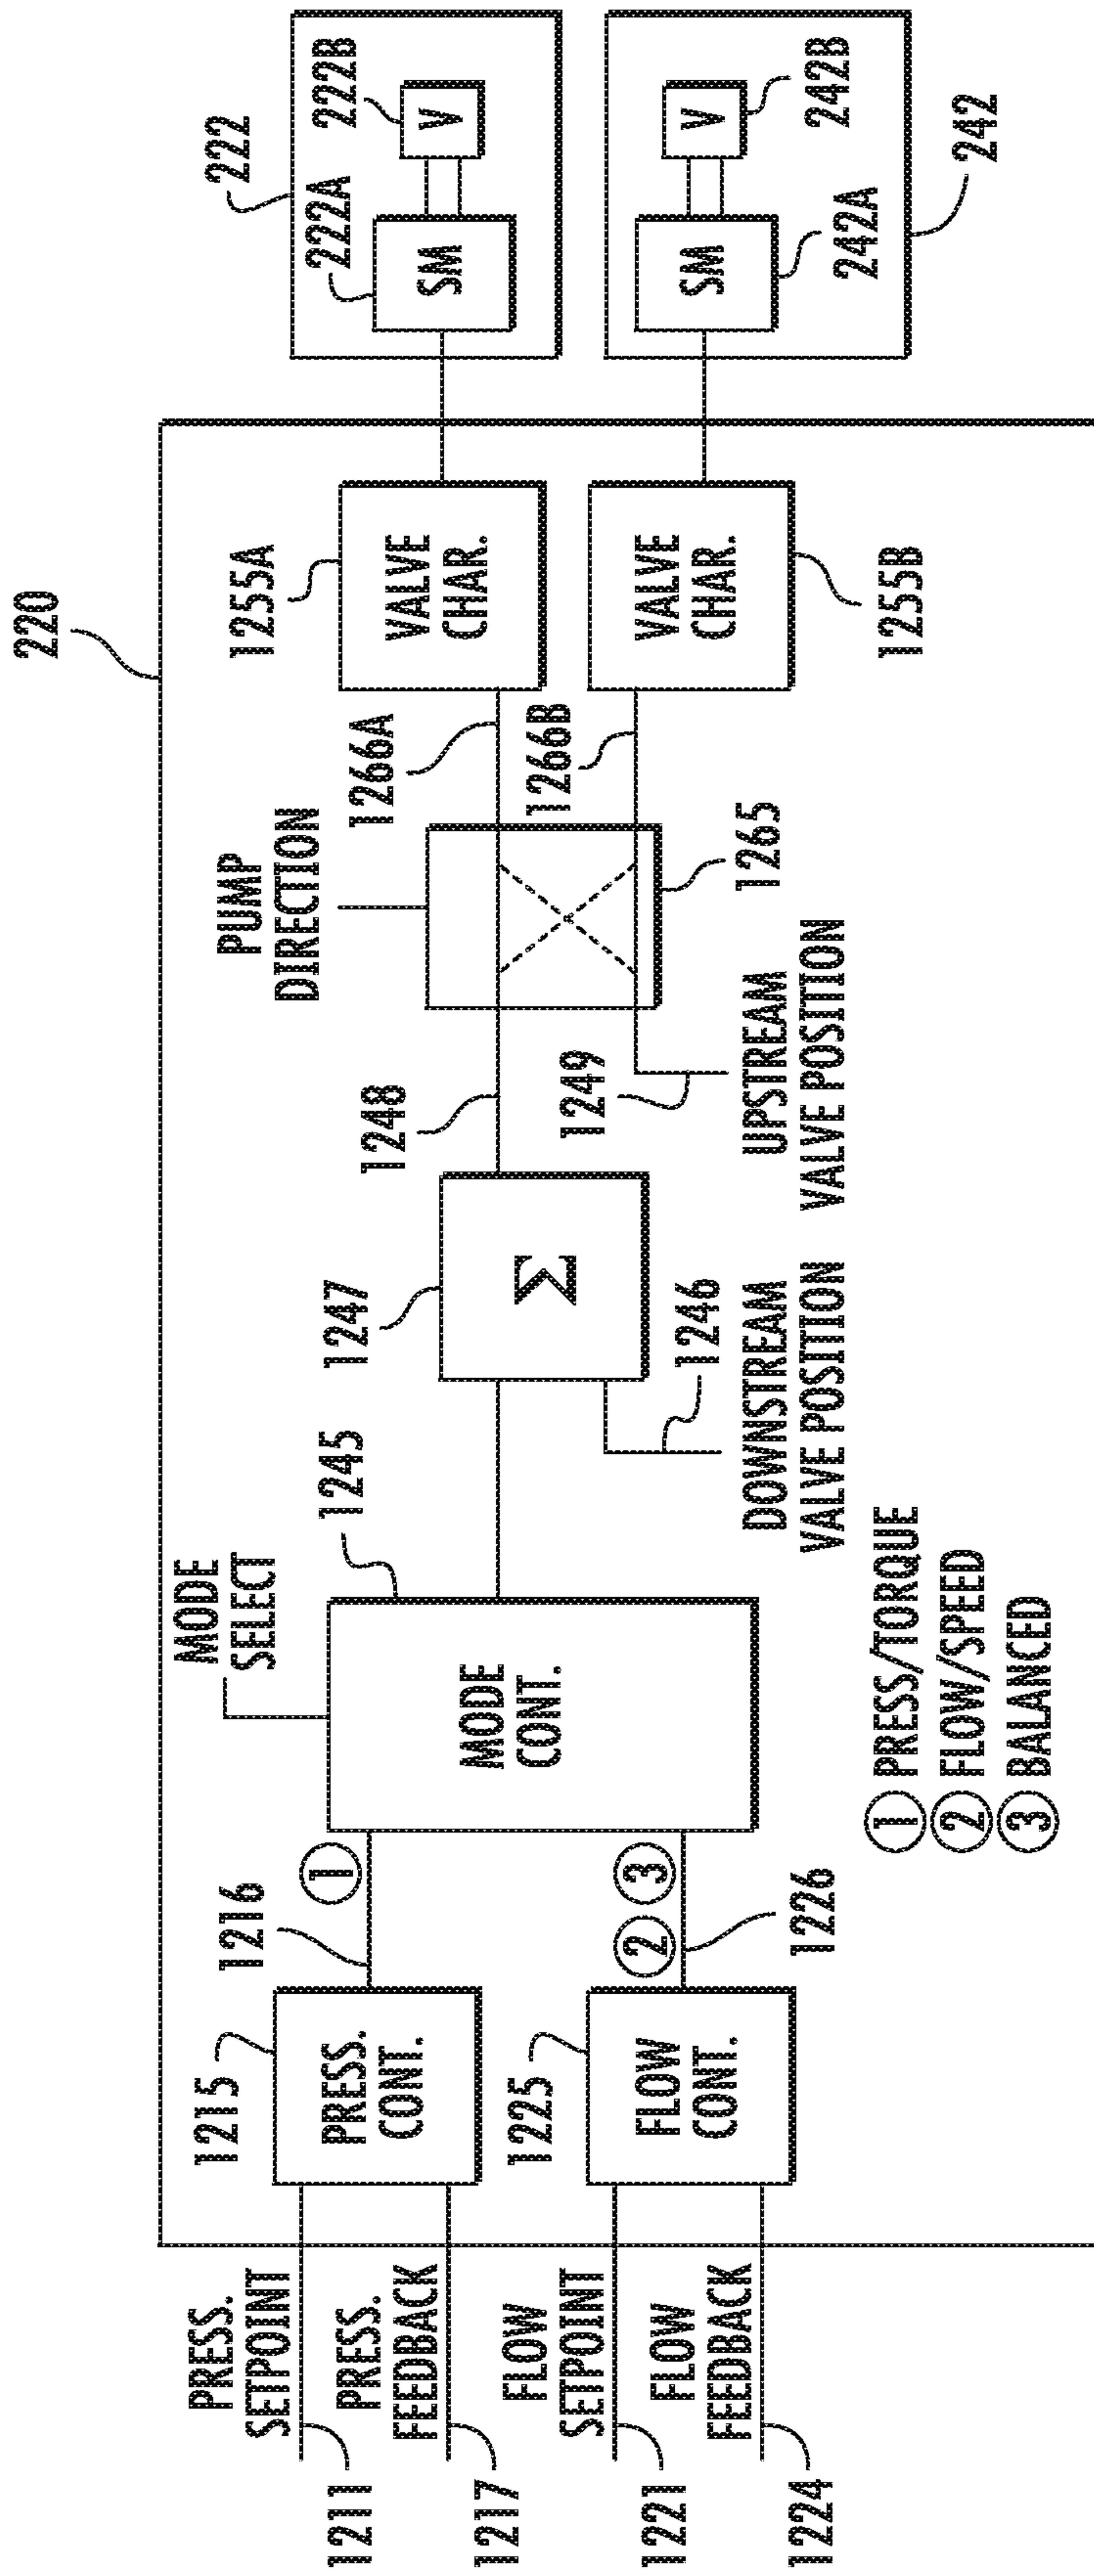 220
PRESS.
SETPOINT
1211
PRESS.
FEEDBACK
1217
FLOW
SETPOINT
1221
FLOW
FEEDBACK
1224
1215
PRESS.
CONT.
1225
FLOW
CONT.
1216
①
② ③
1226
MODE
SELECT
1245
MODE
CONT.
① PRESS/TORQUE
② FLOW/SPEED
③ BALANCED
1247
Σ
1246
DOWNSTREAM
VALVE POSITION
1248
1249
UPSTREAM
VALVE POSITION
PUMP
DIRECTION
1265
1266A
1266B
1255A
VALVE
CHAR.
VALVE
CHAR.
1255B
222
222A
SM
222B
V
SM
242A
V
242B
242